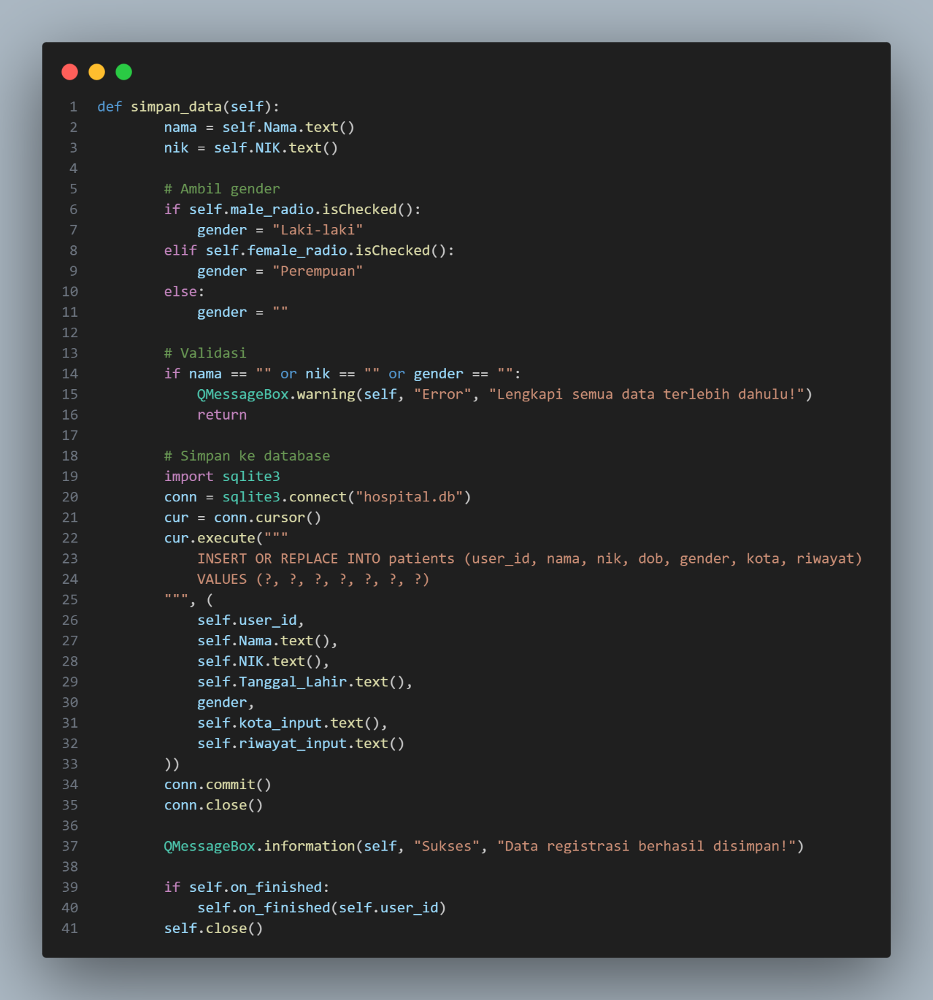 1 def simpan_data(self):
2         nama = self.Nama.text()
3         nik = self.NIK.text()
4
5         # Ambil gender
6         if self.male_radio.isChecked():
7             gender = "Laki-laki"
8         elif self.female_radio.isChecked():
9             gender = "Perempuan"
10         else:
11             gender = ""
12
13         # Validasi
14         if nama == "" or nik == "" or gender == "":
15             QMessageBox.warning(self, "Error", "Lengkapi semua data terlebih dahulu!")
16             return
17
18         # Simpan ke database
19         import sqlite3
20         conn = sqlite3.connect("hospital.db")
21         cur = conn.cursor()
22         cur.execute("""
23             INSERT OR REPLACE INTO patients (user_id, nama, nik, dob, gender, kota, riwayat)
24             VALUES (?, ?, ?, ?, ?, ?, ?)
25         """, (
26             self.user_id,
27             self.Nama.text(),
28             self.NIK.text(),
29             self.Tanggal_Lahir.text(),
30             gender,
31             self.kota_input.text(),
32             self.riwayat_input.text()
33         ))
34         conn.commit()
35         conn.close()
36
37         QMessageBox.information(self, "Sukses", "Data registrasi berhasil disimpan!")
38
39         if self.on_finished:
40             self.on_finished(self.user_id)
41         self.close()